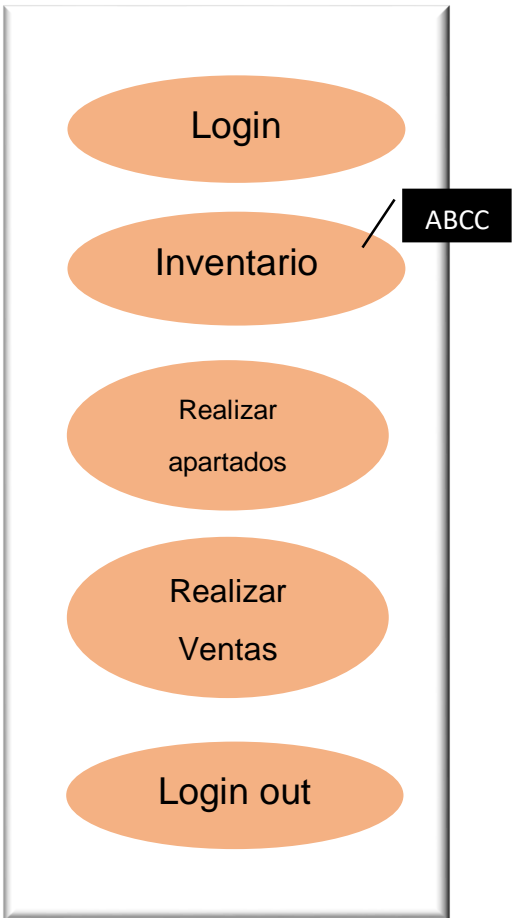 Login
ABCC
Inventario
Realizar
apartados
Realizar
Ventas
Login out